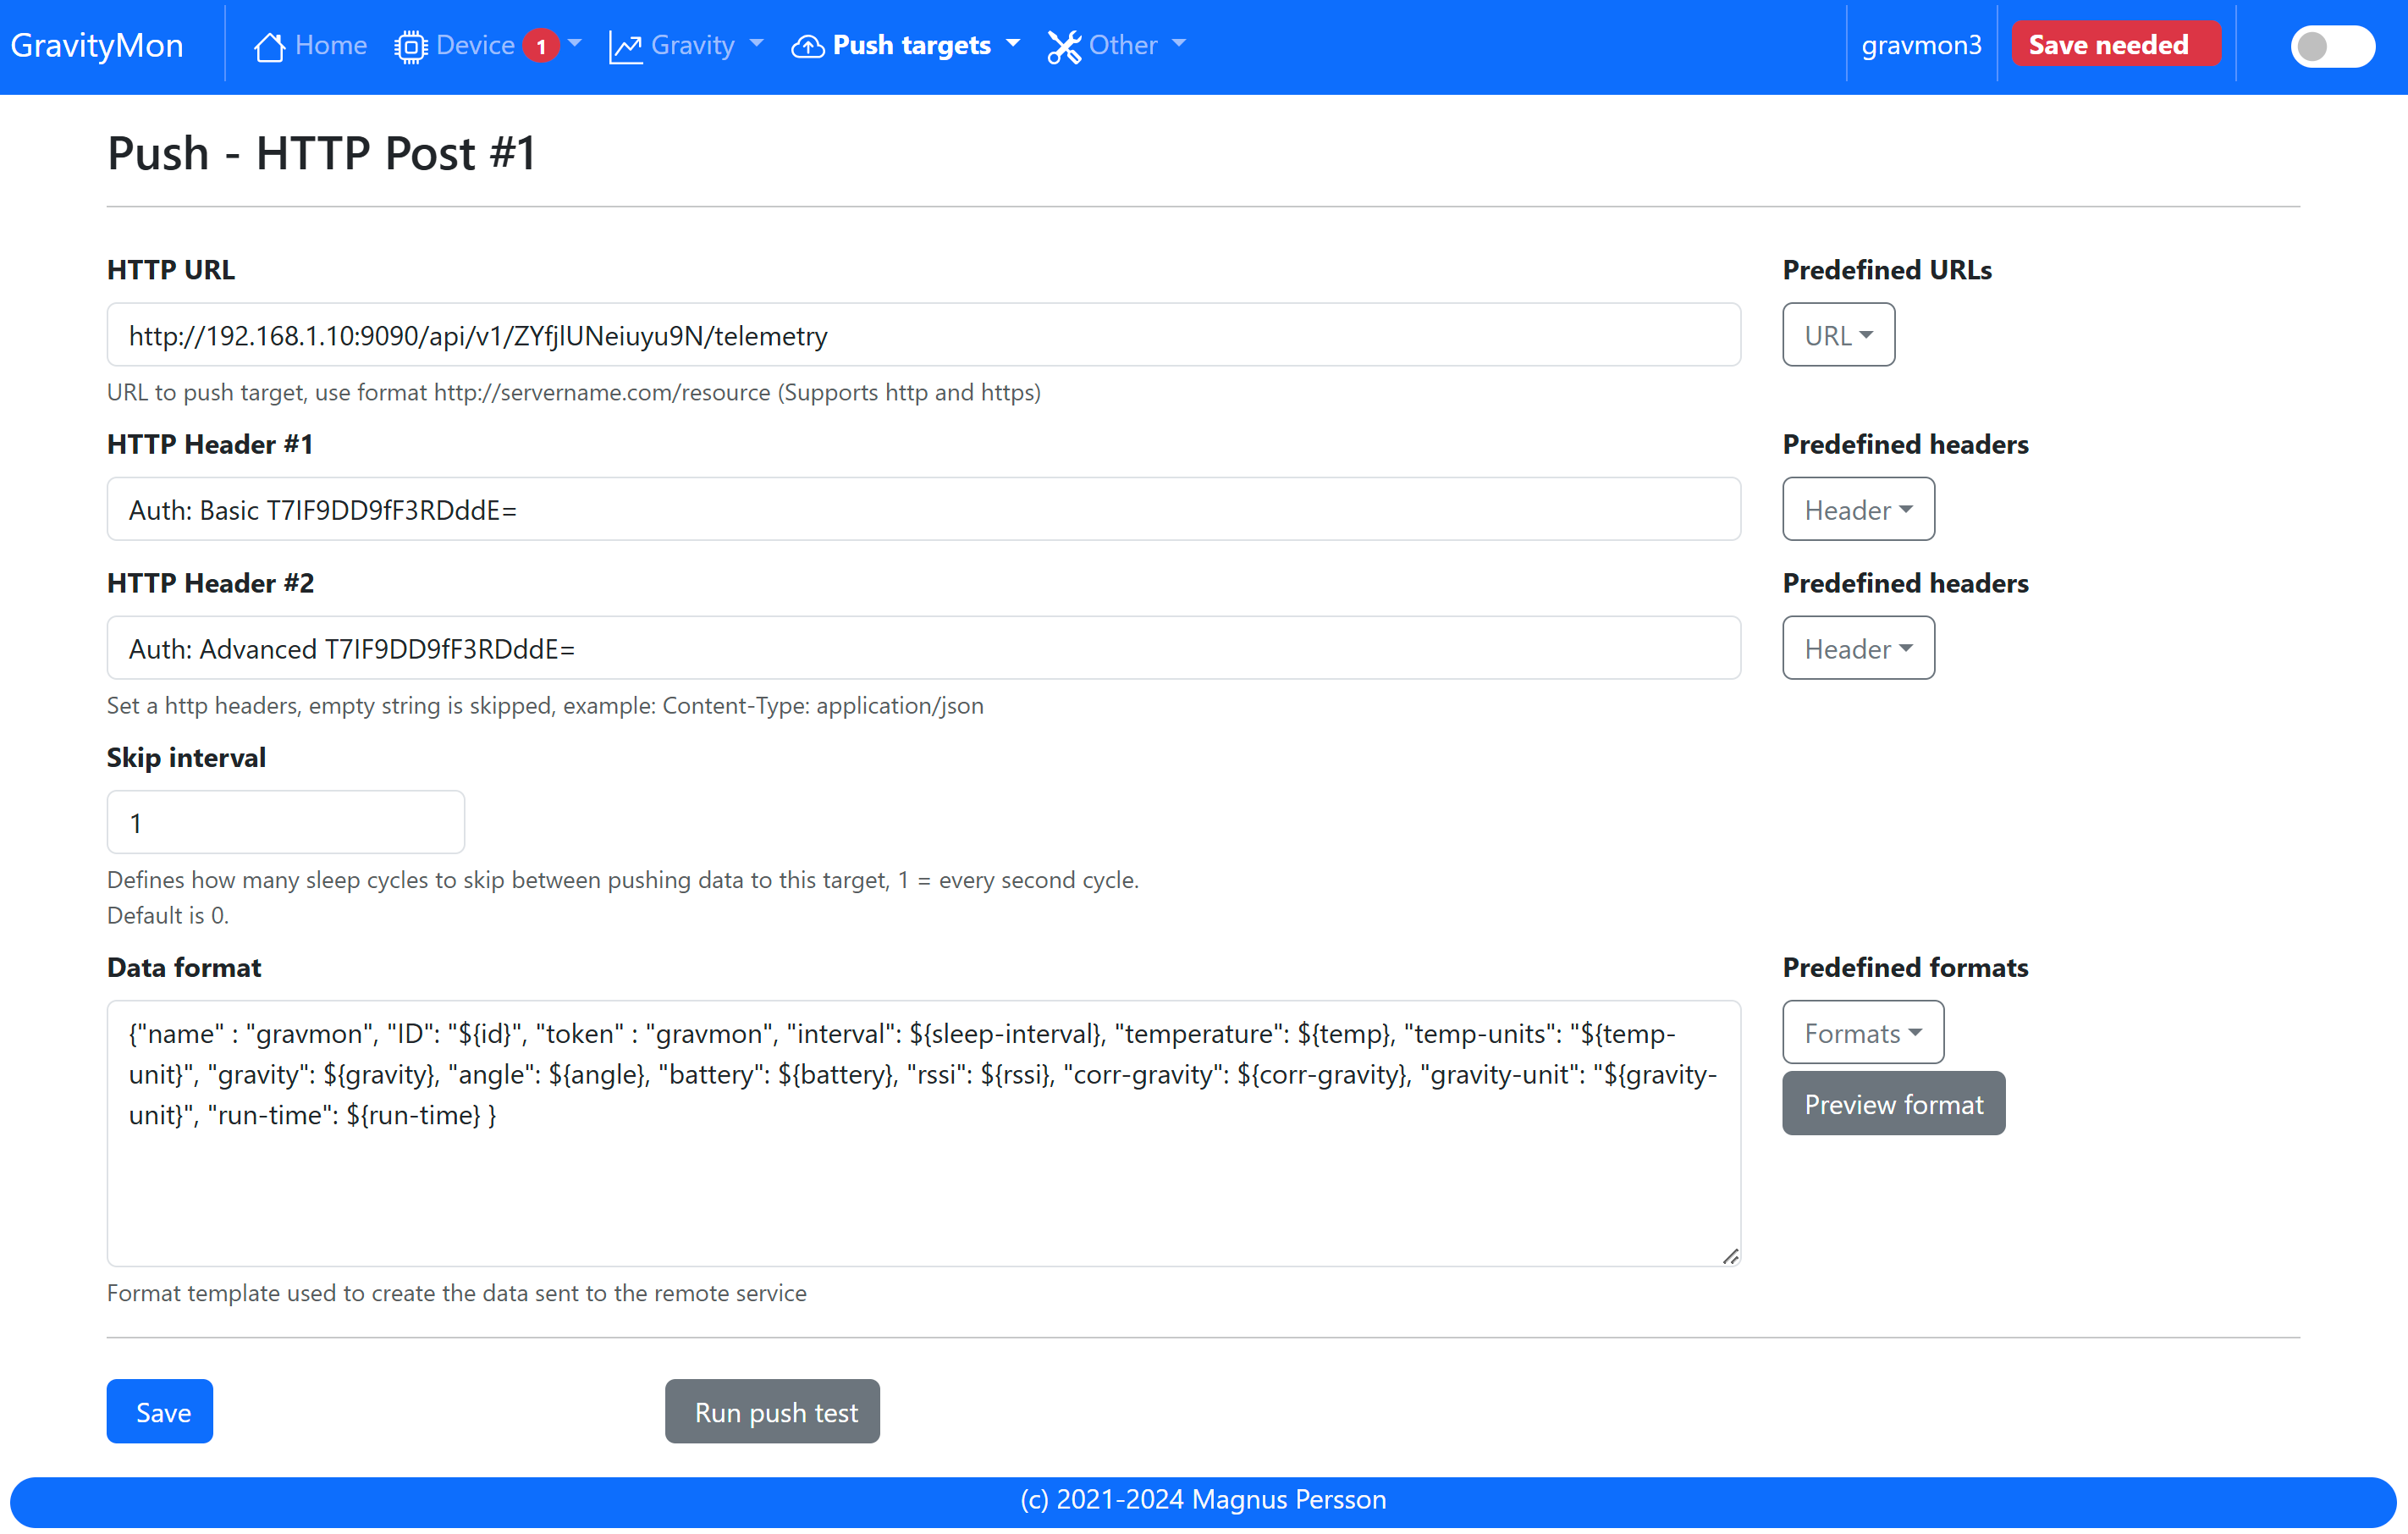 GravityMon Home Device 1 Gravity Push targets Other gravmon3 Save needed
Push - HTTP Post #1
HTTP URL
Predefined URLs
http://192.168.1.10:9090/api/v1/ZYfjlUNeiuyu9N/telemetry
URL
URL to push target, use format http://servername.com/resource (Supports http and https)
HTTP Header #1
Predefined headers
Auth: Basic T7IF9DD9fF3RDddE=
Header
HTTP Header #2
Predefined headers
Auth: Advanced T7IF9DD9fF3RDddE=
Header
Set a http headers, empty string is skipped, example: Content-Type: application/json
Skip interval
1
Defines how many sleep cycles to skip between pushing data to this target, 1 = every second cycle.
Default is 0.
Data format
Predefined formats
{"name" : "gravmon", "ID": "${id}", "token" : "gravmon", "interval": ${sleep-interval}, "temperature": ${temp}, "temp-units": "${temp-
unit}", "gravity": ${gravity}, "angle": ${angle}, "battery": ${battery}, "rssi": ${rssi}, "corr-gravity": ${corr-gravity}, "gravity-unit": "${gravity-
unit}", "run-time": ${run-time} }
Formats
Preview format
Format template used to create the data sent to the remote service
Save
Run push test
(c) 2021-2024 Magnus Persson